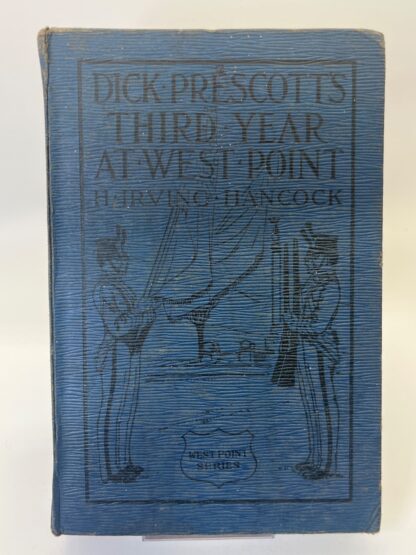 DICK·PRESCOTT'S
THIRD·YEAR
AT·WEST·POINT
H·IRVING·HANCOCK
WEST POINT
SERIES